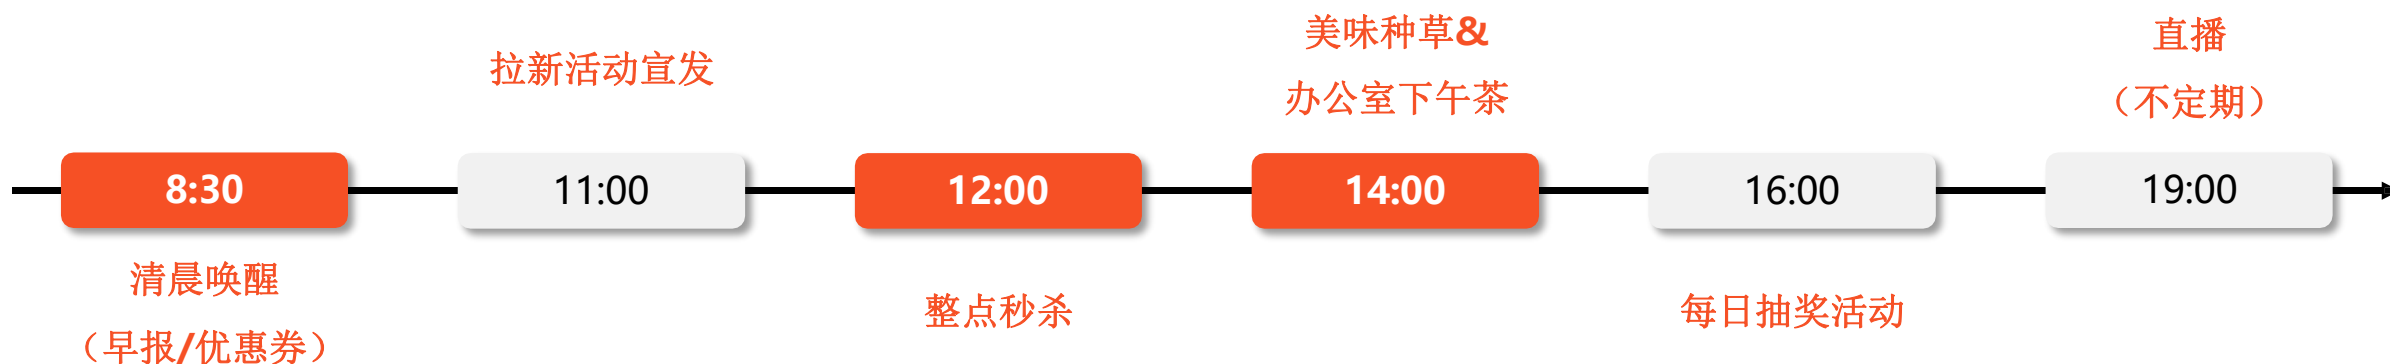 美味种草&
办公室下午茶
直播
（不定期）
拉新活动宣发
8:30
11:00
12:00
14:00
16:00
19:00
清晨唤醒
（早报/优惠券）
整点秒杀
每日抽奖活动